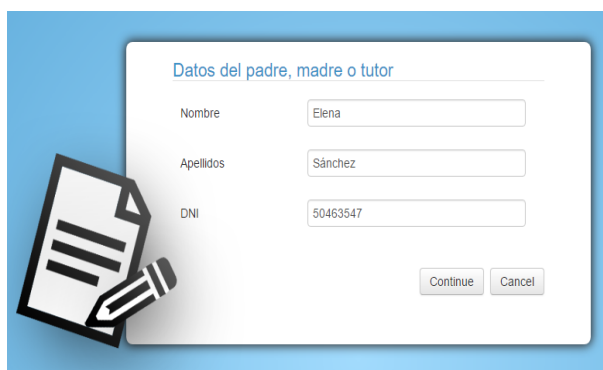 Datos del padre, madre o tutor
Nombre Elena
Apellidos Sánchez
DNI 50463547
Continue Cancel